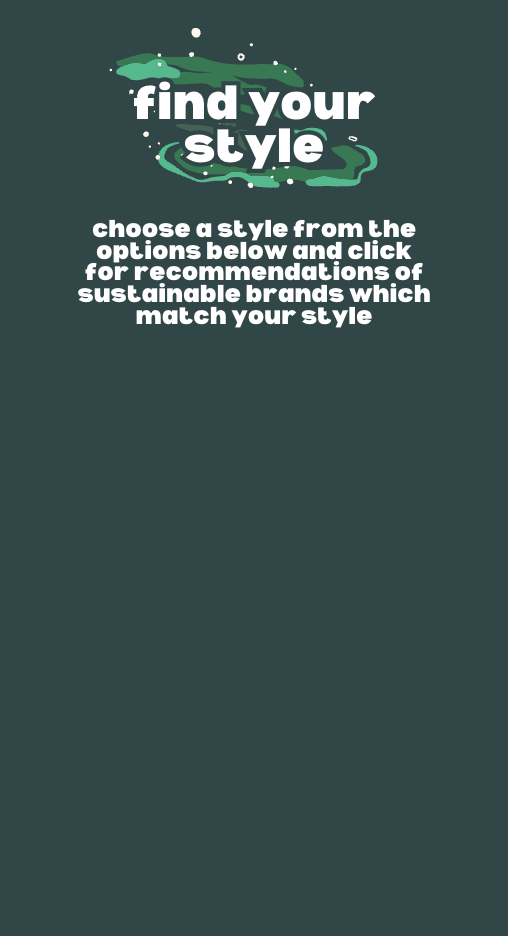 find your
style
choose a style from the
options below and click
for recommendations of
sustainable brands which
match your style